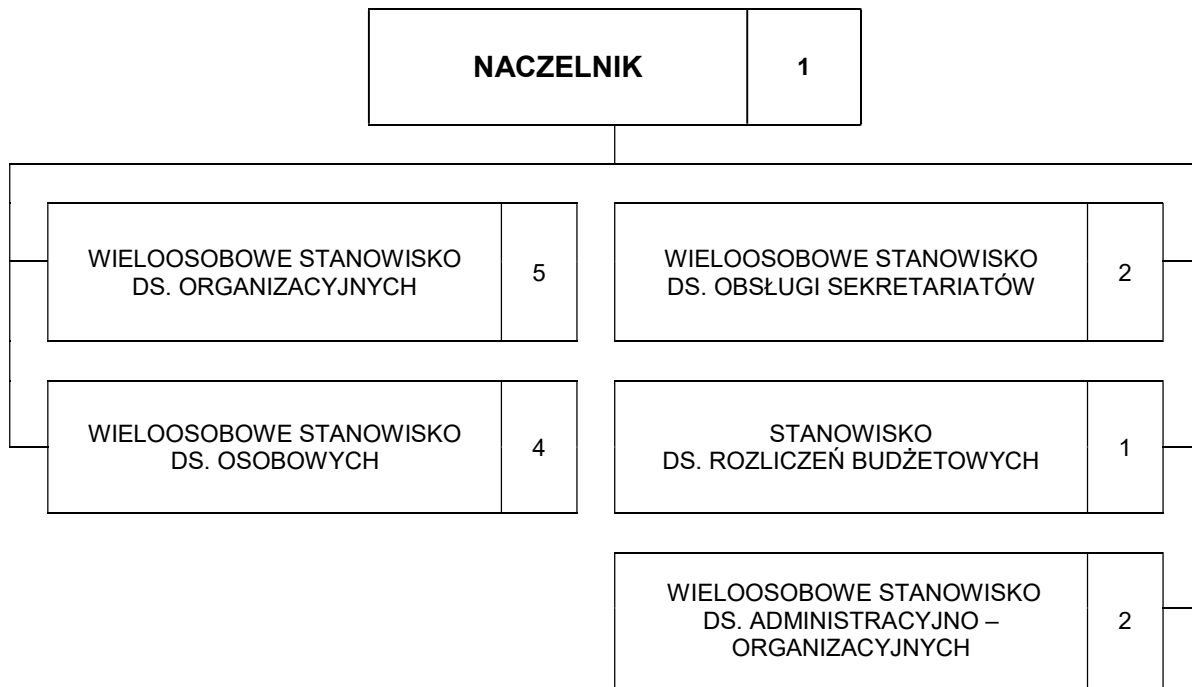 NACZELNIK
1
WIELOOSOBOWE STANOWISKO
DS. ORGANIZACYJNYCH
5
WIELOOSOBOWE STANOWISKO
DS. OBSŁUGI SEKRETARIATÓW
2
WIELOOSOBOWE STANOWISKO
DS. OSOBOWYCH
4
STANOWISKO
DS. ROZLICZEŃ BUDŻETOWYCH
1
WIELOOSOBOWE STANOWISKO
DS. ADMINISTRACYJNO –
ORGANIZACYJNYCH
2